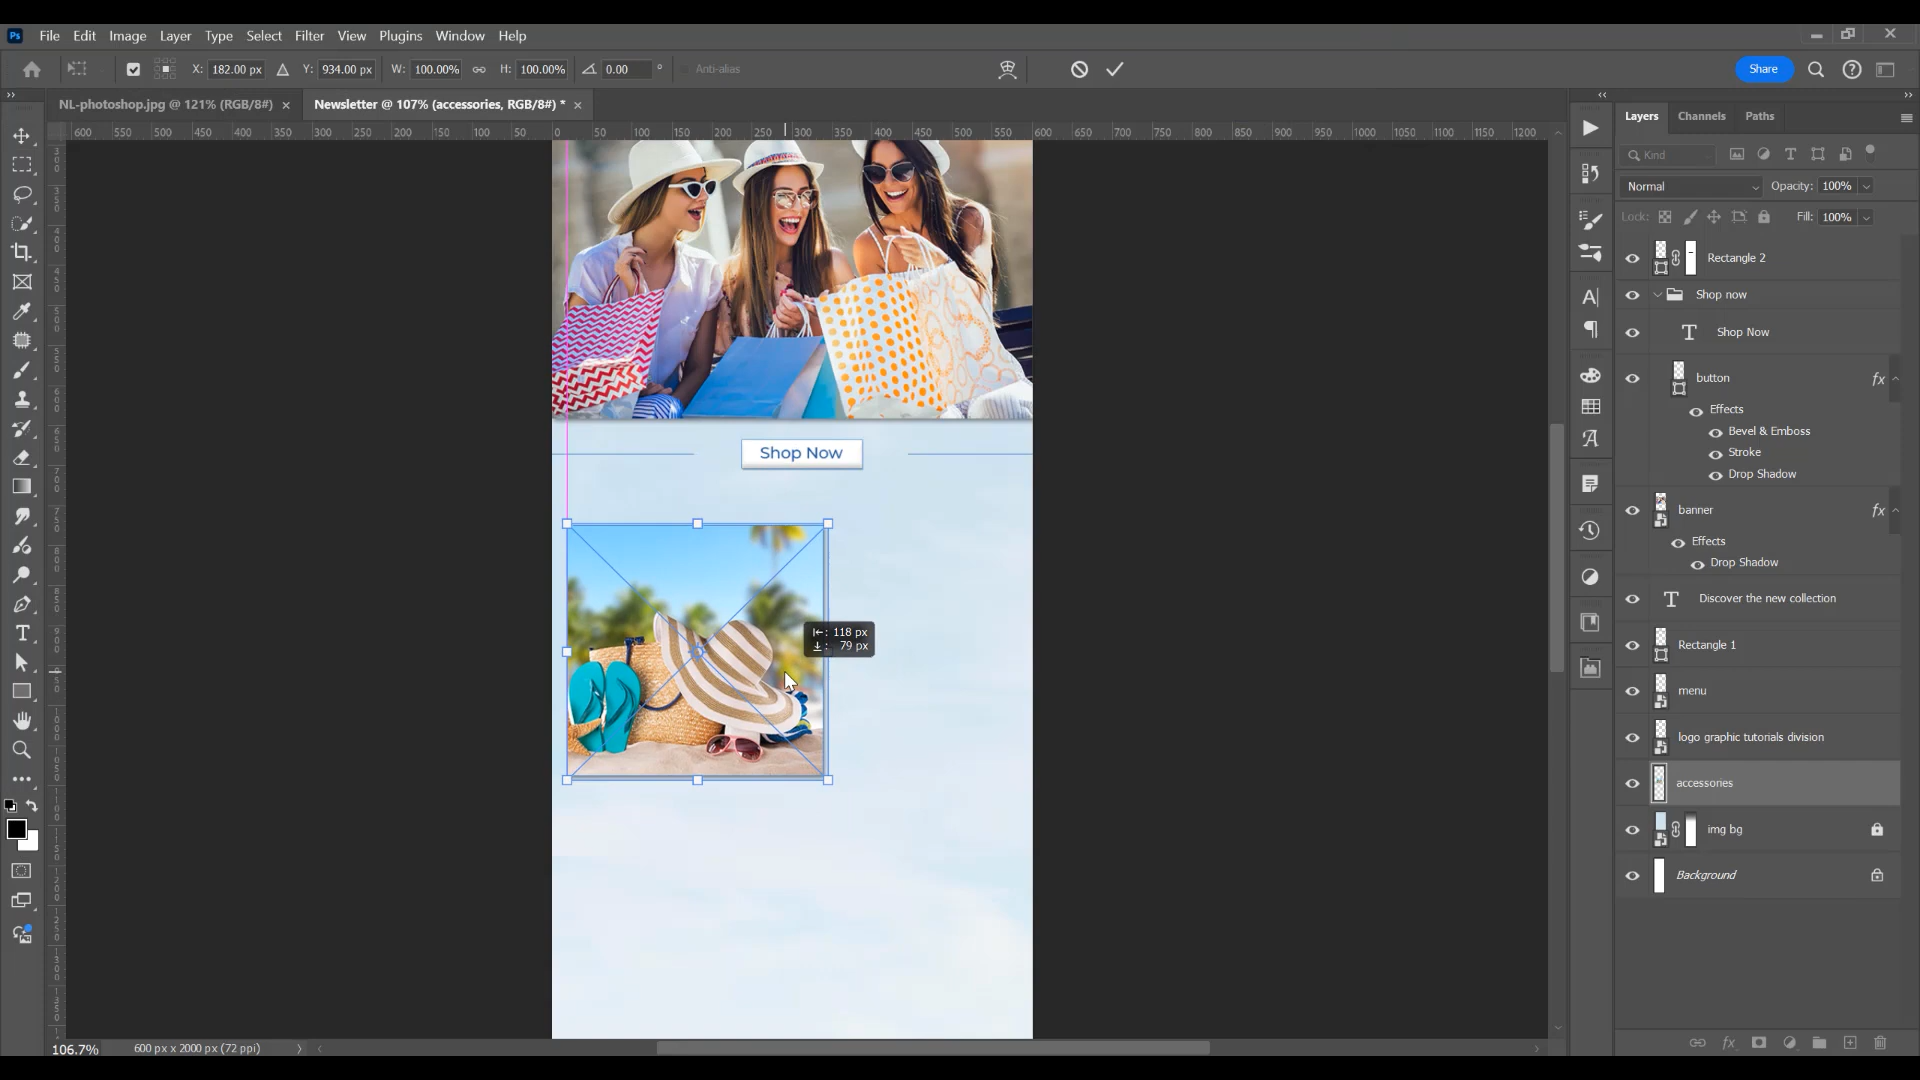 Ps File Edit Image Layer Type Select Filter View Plugins Window Help
X: 182.00 px Y: 934.00 px W: 100.00% H: 100.00% 0.00 ° Anti-alias Share
NL-photoshop.jpg @ 121% (RGB/8#) × Newsletter @ 107% (accessories, RGB/8#) * ×
600 550 500 450 400 350 300 250 200 150 100 50 0 50 100 150 200 250 300 350 400 450 500 550 600 650 700 750 800 850 900 950 1000 1050 1100 1150 1200
Layers Channels Paths
Kind
Normal Opacity: 100%
Lock: Fill: 100%
Rectangle 2
Shop now
Shop Now
button fx
Effects
Bevel & Emboss
Stroke
Drop Shadow
banner fx
Effects
Drop Shadow
Discover the new collection
Rectangle 1
menu
logo graphic tutorials division
accessories
img bg
Background
Shop Now
118 px
79 px
106.7% 600 px x 2000 px (72 ppi)
fx